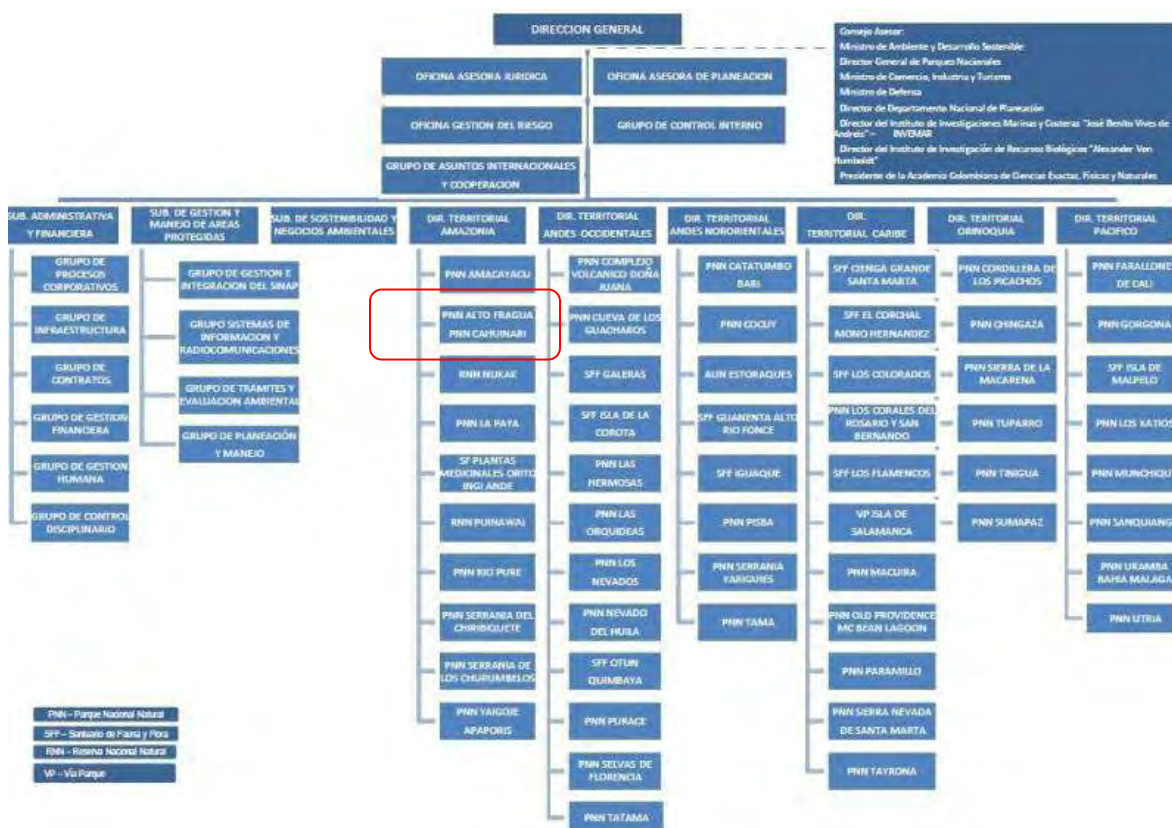 DIRECCION GENERAL
Consejo Asesor:
Ministro de Ambiente y Desarrollo Sostenible
Director General de Parques Nacionales
Ministro de Comercio, Industria y Turismo
Ministro de Defensa
Director de Departamento Nacional de Planeación
Director del Instituto de Investigaciones Marinas y Costeras "José Benito Vives de
Andreis" – INVEMAR
Director del Instituto de Investigación de Recursos Biológicos "Alexander Von
Humboldt"
Presidente de la Academia Colombiana de Ciencias Exactas, Físicas y Naturales
OFICINA ASESORA JURIDICA
OFICINA ASESORA DE PLANEACION
OFICINA GESTION DEL RIESGO
GRUPO DE CONTROL INTERNO
GRUPO DE ASUNTOS INTERNACIONALES
Y COOPERACION
SUB. ADMINISTRATIVA
Y FINANCIERA
GRUPO DE
PROCESOS
CORPORATIVOS
GRUPO DE
INFRAESTRUCTURA
GRUPO DE
CONTRATOS
GRUPO DE GESTION
FINANCIERA
GRUPO DE GESTION
HUMANA
GRUPO DE CONTROL
DISCIPLINARIO
SUB. DE GESTION Y
MANEJO DE AREAS
PROTEGIDAS
GRUPO DE GESTION E
INTEGRACION DEL SINAP
GRUPO SISTEMAS DE
INFORMACION Y
RADIOCOMUNICACIONES
GRUPO DE TRAMITES Y
EVALUACION AMBIENTAL
GRUPO DE PLANEACIÓN
Y MANEJO
SUB. DE SOSTENIBILIDAD Y
NEGOCIOS AMBIENTALES
DIR. TERRITORIAL
AMAZONIA
PNN AMACAYACU
PNN ALTO FRAGUA
PNN CAHUINARI
RNN NUKAK
PNN LA PAYA
SF PLANTAS
MEDICINALES ORITO
INGI ANDE
RNN PUINAWAI
PNN RIO PURE
PNN SERRANIA DEL
CHIRIBIQUETE
PNN SERRANIA DE
LOS CHURUMBELOS
PNN YAIGOJE
APAPORIS
DIR. TERRITORIAL
ANDES OCCIDENTALES
PNN COMPLEJO
VOLCANICO DOÑA
JUANA
PNN CUEVA DE LOS
GUACHAROS
SFF GALERAS
SFF ISLA DE LA
COROTA
PNN LAS
HERMOSAS
PNN LAS
ORQUIDEAS
PNN LOS
NEVADOS
PNN NEVADO
DEL HUILA
SFF OTUN
QUIMBAYA
PNN PURACE
PNN SELVAS DE
FLORENCIA
PNN TATAMA
DIR. TERRITORIAL
ANDES NORORIENTALES
PNN CATATUMBO
BARI
PNN COCUY
AUN ESTORAQUES
SFF GUANENTA ALTO
RIO FONCE
SFF IGUAQUE
PNN PISBA
PNN SERRANIA
YARIGUIES
PNN TAMA
DIR.
TERRITORIAL CARIBE
SFF CIENGA GRANDE
SANTA MARTA
SFF EL CORCHAL
MONO HERNANDEZ
SFF LOS COLORADOS
PNN LOS CORALES DEL
ROSARIO Y SAN
BERNANDO
SFF LOS FLAMENCOS
VP ISLA DE
SALAMANCA
PNN MACUIRA
PNN OLD PROVIDENCE
MC BEAN LAGOON
PNN PARAMILLO
PNN SIERRA NEVADA
DE SANTA MARTA
PNN TAYRONA
DIR. TERITORIAL
ORINOQUIA
PNN CORDILLERA DE
LOS PICACHOS
PNN CHINGAZA
PNN SIERRA DE LA
MACARENA
PNN TUPARRO
PNN TINIGUA
PNN SUMAPAZ
DIR. TERRITORIAL
PACIFICO
PNN FARALLONE
DE CALI
PNN GORGONA
SFF ISLA DE
MALPELO
PNN LOS KATIOS
PNN MUNCHIQU
PNN SANQUIANG
PNN URAMBA
BAHIA MALAGA
PNN UTRIA
PNN – Parque Nacional Natural
SFF – Santuario de Fauna y Flora
RNN – Reserva Nacional Natural
VP – Vía Parque